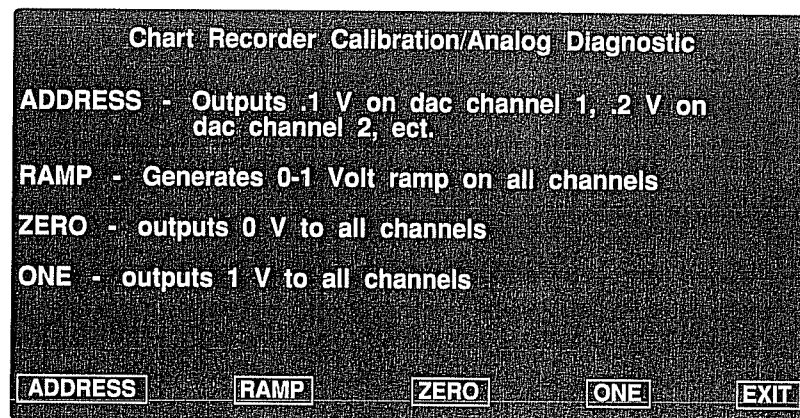 Chart Recorder Calibration/Analog Diagnostic
ADDRESS - Outputs .1 V on dac channel 1, .2 V on
dac channel 2, ect.
RAMP - Generates 0-1 Volt ramp on all channels
ZERO - outputs 0 V to all channels
ONE - outputs 1 V to all channels
ADDRESS RAMP ZERO ONE EXIT